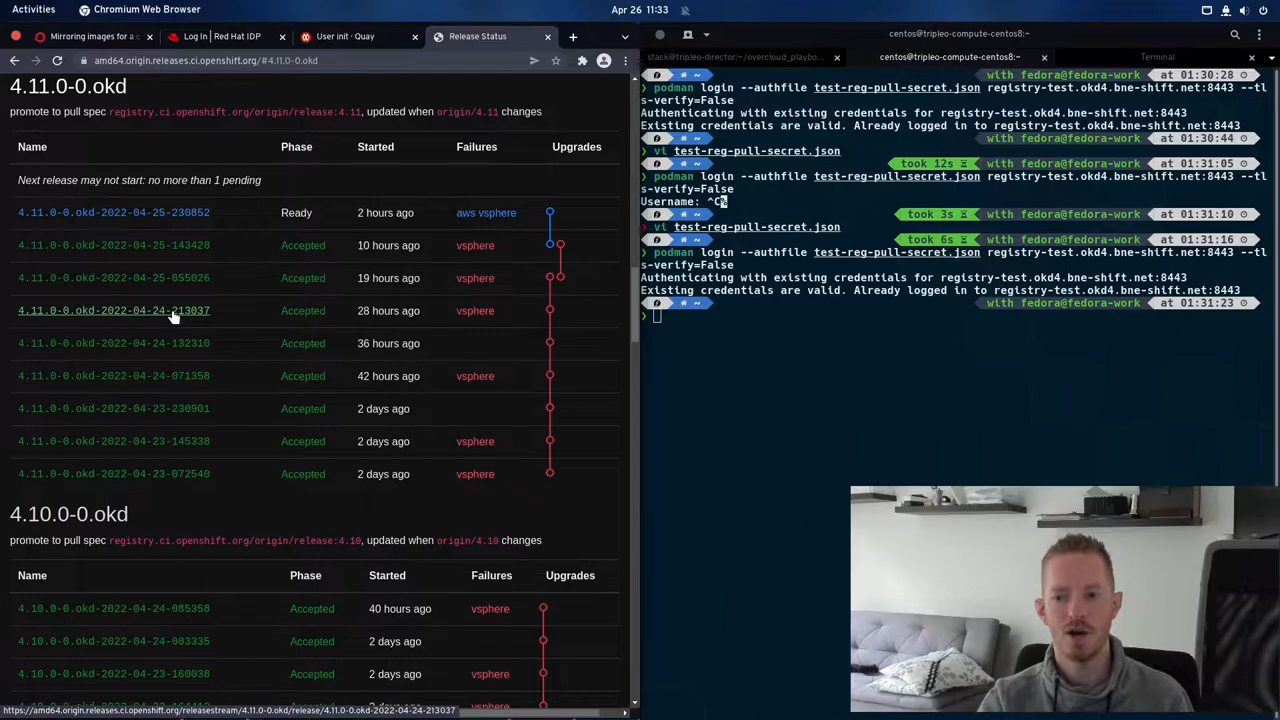 Activities
Chromium Web Browser
Apr 26 11:33
Mirroring images for a c
Log In | Red Hat IDP
User init · Quay
Release Status
centos@tripleo-compute-centos8:~
amd64.origin.releases.ci.openshift.org/#4.11.0-0.okd
stack@tripleo-director:~/overcloud_playbo...
centos@tripleo-compute-centos8:~
Terminal
4.11.0-0.okd
promote to pull spec registry.ci.openshift.org/origin/release:4.11, updated when origin/4.11 changes
Name Phase Started Failures Upgrades
Next release may not start: no more than 1 pending
4.11.0-0.okd-2022-04-25-230852 Ready 2 hours ago aws vsphere
4.11.0-0.okd-2022-04-25-143428 Accepted 10 hours ago vsphere
4.11.0-0.okd-2022-04-25-055026 Accepted 19 hours ago vsphere
4.11.0-0.okd-2022-04-24-213037 Accepted 28 hours ago vsphere
4.11.0-0.okd-2022-04-24-132310 Accepted 36 hours ago
4.11.0-0.okd-2022-04-24-071358 Accepted 42 hours ago vsphere
4.11.0-0.okd-2022-04-23-230901 Accepted 2 days ago
4.11.0-0.okd-2022-04-23-145338 Accepted 2 days ago vsphere
4.11.0-0.okd-2022-04-23-072540 Accepted 2 days ago vsphere
4.10.0-0.okd
promote to pull spec registry.ci.openshift.org/origin/release:4.10, updated when origin/4.10 changes
Name Phase Started Failures Upgrades
4.10.0-0.okd-2022-04-24-085358 Accepted 40 hours ago vsphere
4.10.0-0.okd-2022-04-24-003335 Accepted 2 days ago
4.10.0-0.okd-2022-04-23-160038 Accepted 2 days ago vsphere
https://amd64.origin.releases.ci.openshift.org/releasestream/4.11.0-0.okd/release/4.11.0-0.okd-2022-04-24-213037
~ with fedora@fedora-work at 01:30:28
❯ podman login --authfile test-reg-pull-secret.json registry-test.okd4.bne-shift.net:8443 --tl
s-verify=False
Authenticating with existing credentials for registry-test.okd4.bne-shift.net:8443
Existing credentials are valid. Already logged in to registry-test.okd4.bne-shift.net:8443
~ with fedora@fedora-work at 01:30:44
❯ vi test-reg-pull-secret.json
~ took 12s with fedora@fedora-work at 01:31:05
❯ podman login --authfile test-reg-pull-secret.json registry-test.okd4.bne-shift.net:8443 --tl
s-verify=False
Username: ^C%
~ took 3s with fedora@fedora-work at 01:31:10
❯ vi test-reg-pull-secret.json
~ took 6s with fedora@fedora-work at 01:31:16
❯ podman login --authfile test-reg-pull-secret.json registry-test.okd4.bne-shift.net:8443 --tl
s-verify=False
Authenticating with existing credentials for registry-test.okd4.bne-shift.net:8443
Existing credentials are valid. Already logged in to registry-test.okd4.bne-shift.net:8443
~ with fedora@fedora-work at 01:31:23
❯